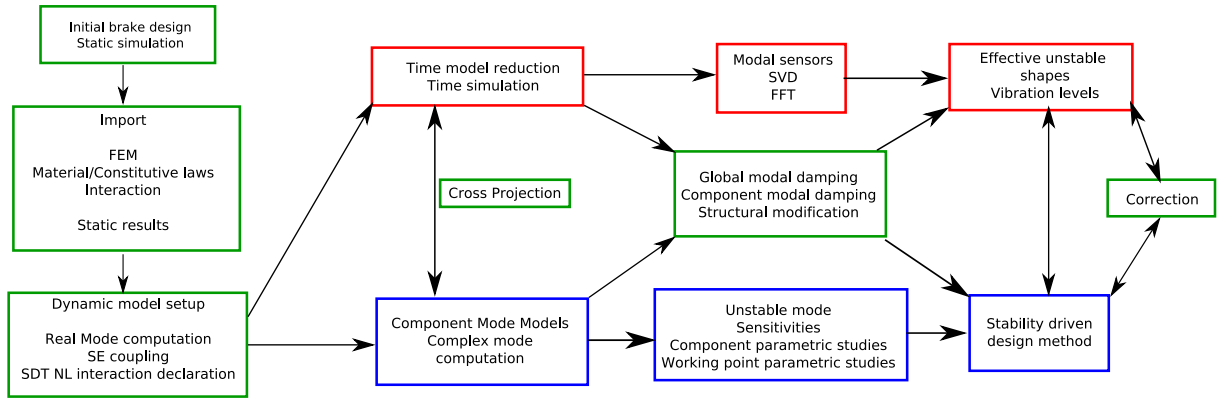 Initial brake design
Static simulation
Import
FEM
Material/Constitutive laws
Interaction
Static results
Dynamic model setup
Real Mode computation
SE coupling
SDT NL interaction declaration
Time model reduction
Time simulation
Cross Projection
Component Mode Models
Complex mode
computation
Modal sensors
SVD
FFT
Global modal damping
Component modal damping
Structural modification
Unstable mode
Sensitivities
Component parametric studies
Working point parametric studies
Effective unstable
shapes
Vibration levels
Stability driven
design method
Correction